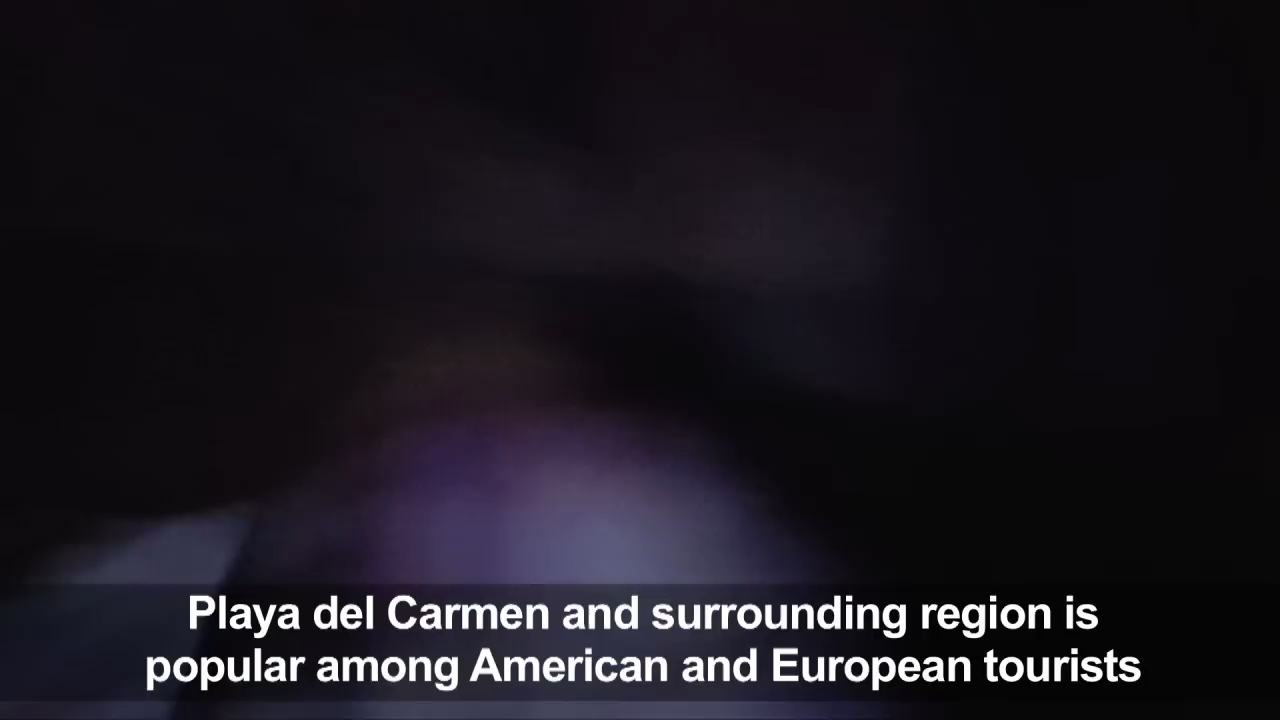 Playa del Carmen and surrounding region is
popular among American and European tourists